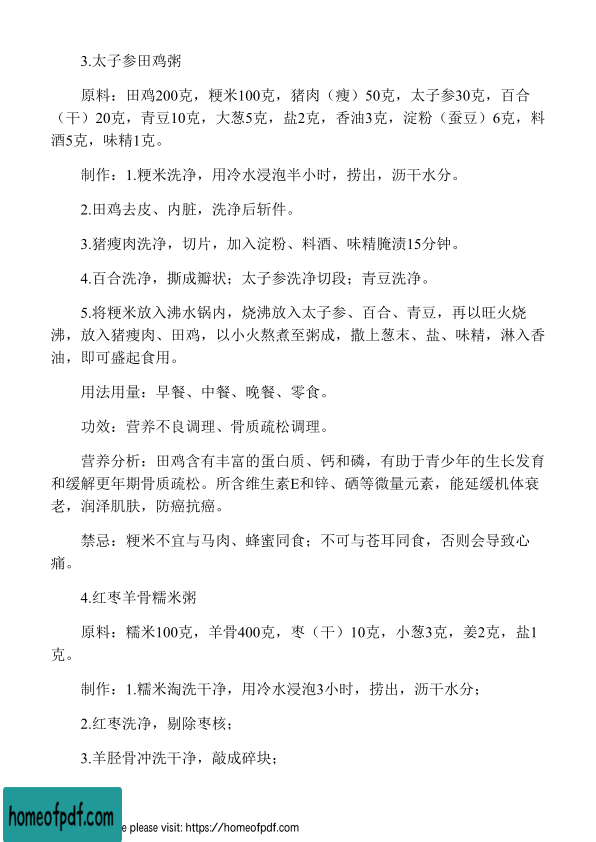 3.太子参田鸡粥
原料：田鸡200克，粳米100克，猪肉（瘦）50克，太子参30克，百合
（干）20克，青豆10克，大葱5克，盐2克，香油3克，淀粉（蚕豆）6克，料
酒5克，味精1克。
制作：1.粳米洗净，用冷水浸泡半小时，捞出，沥干水分。
2.田鸡去皮、内脏，洗净后斩件。
3.猪瘦肉洗净，切片，加入淀粉、料酒、味精腌渍15分钟。
4.百合洗净，撕成瓣状；太子参洗净切段；青豆洗净。
5.将粳米放入沸水锅内，烧沸放入太子参、百合、青豆，再以旺火烧
沸，放入猪瘦肉、田鸡，以小火熬煮至粥成，撒上葱末、盐、味精，淋入香
油，即可盛起食用。
用法用量：早餐、中餐、晚餐、零食。
功效：营养不良调理、骨质疏松调理。
营养分析：田鸡含有丰富的蛋白质、钙和磷，有助于青少年的生长发育
和缓解更年期骨质疏松。所含维生素E和锌、硒等微量元素，能延缓机体衰
老，润泽肌肤，防癌抗癌。
禁忌：粳米不宜与马肉、蜂蜜同食；不可与苍耳同食，否则会导致心
痛。
4.红枣羊骨糯米粥
原料：糯米100克，羊骨400克，枣（干）10克，小葱3克，姜2克，盐1
克。
制作：1.糯米淘洗干净，用冷水浸泡3小时，捞出，沥干水分；
2.红枣洗净，剔除枣核；
3.羊胫骨冲洗干净，敲成碎块；
homeofpdf.com
e please visit: https://homeofpdf.com